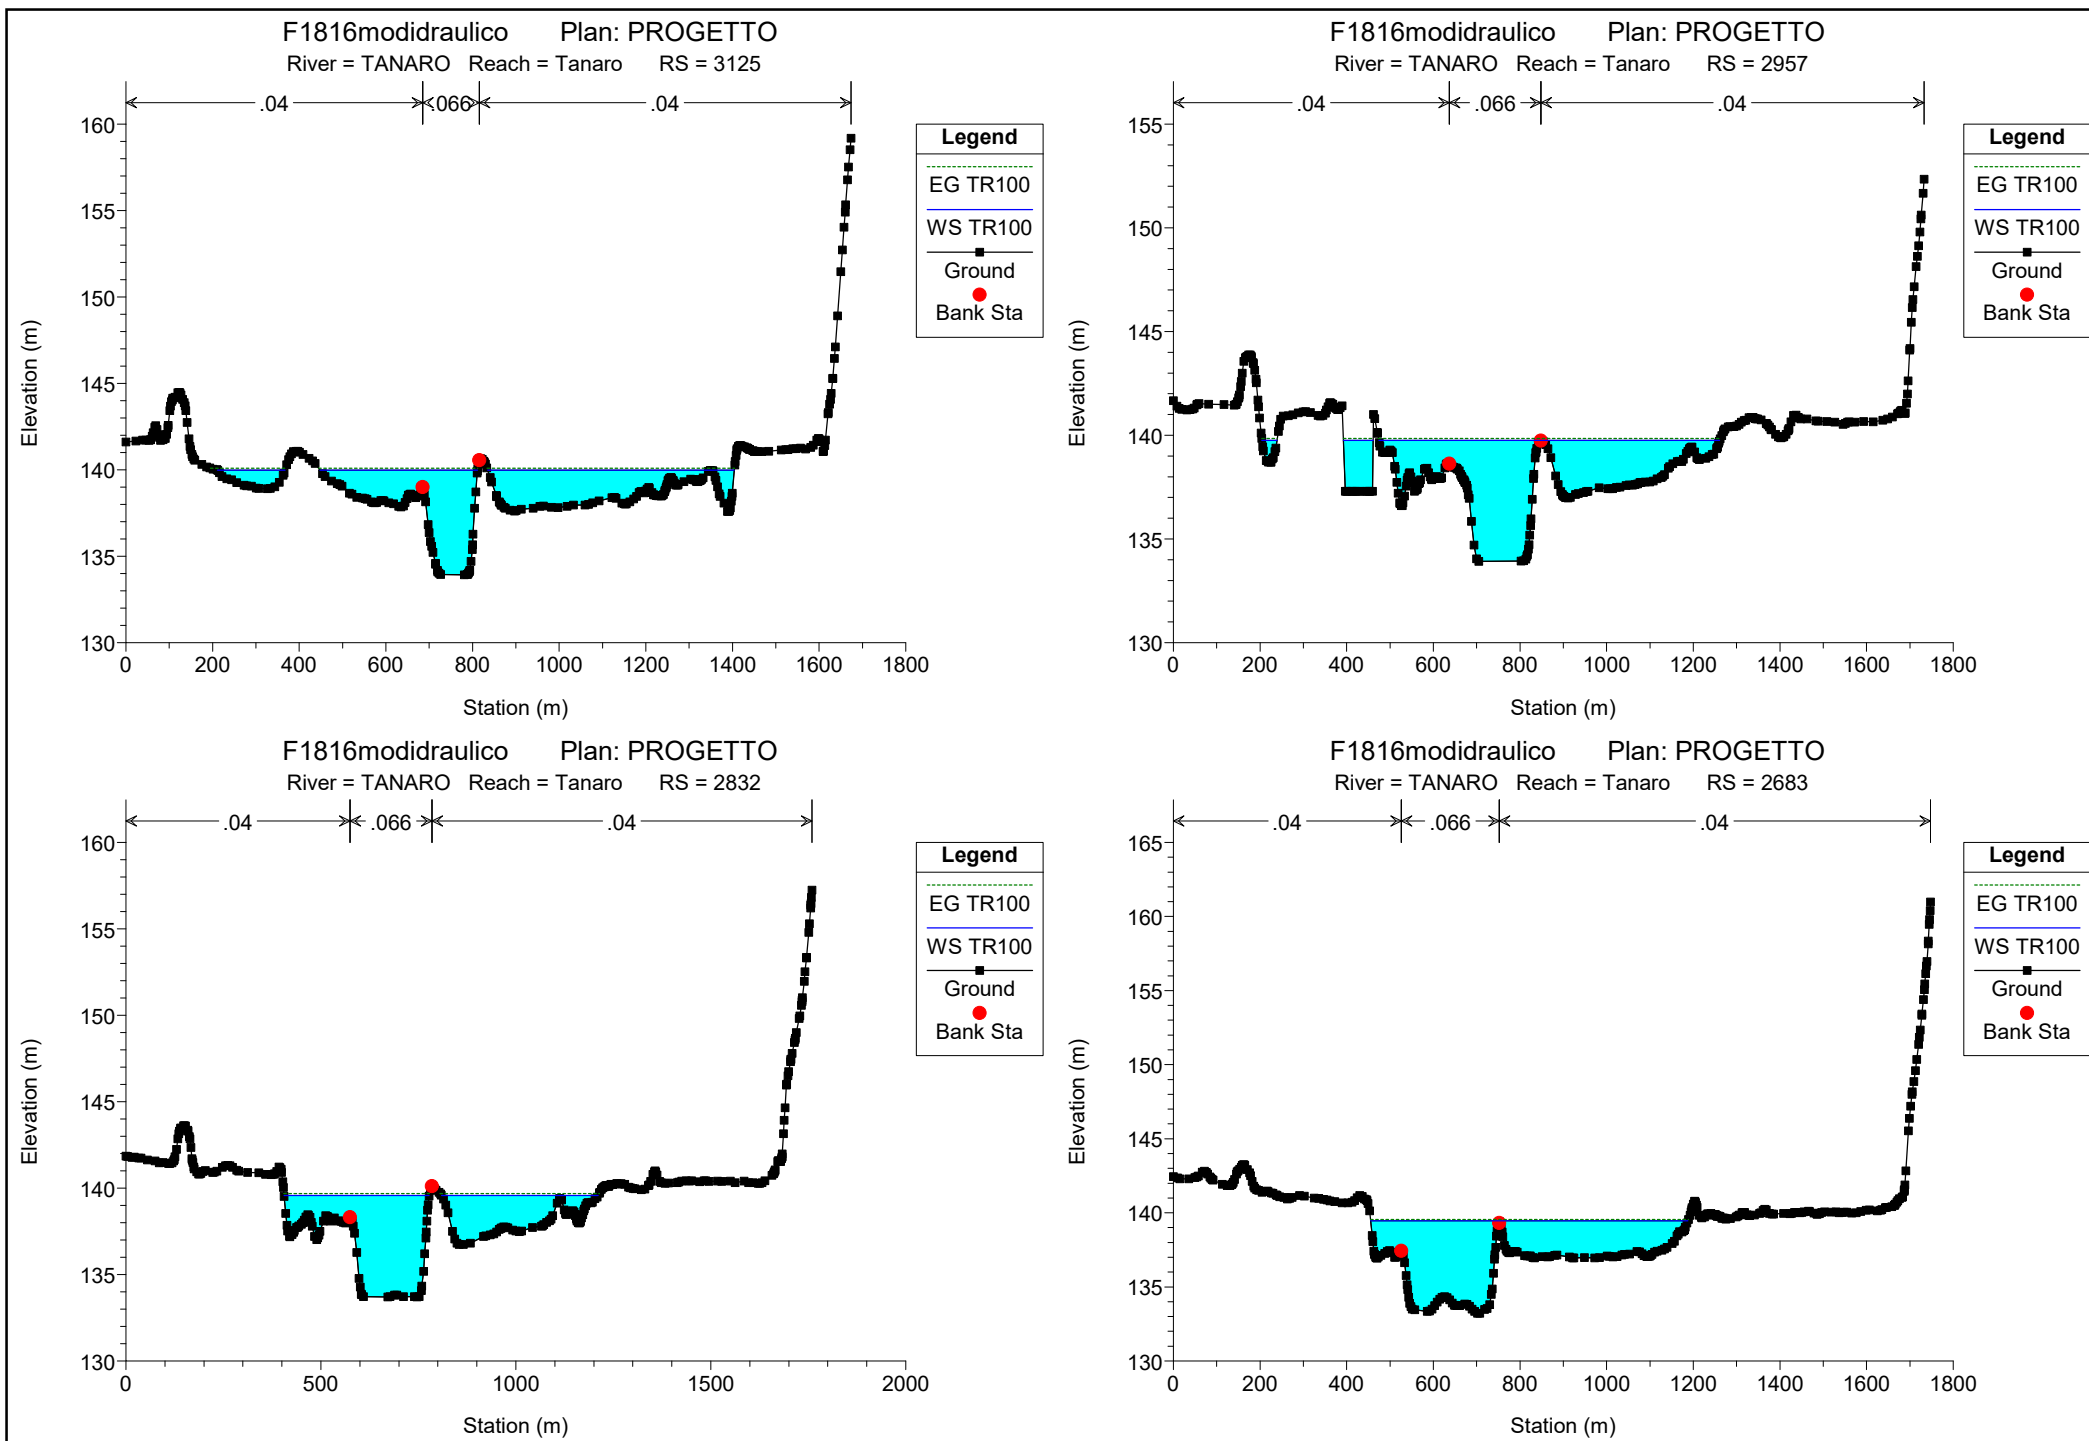 F1816modidraulico Plan: PROGETTO
River = TANARO Reach = Tanaro RS = 3125
.04 .066 .04
160
155
150
145
140
135
130
Elevation (m)
0 200 400 600 800 1000 1200 1400 1600 1800
Station (m)
Legend
EG TR100
WS TR100
Ground
Bank Sta
F1816modidraulico Plan: PROGETTO
River = TANARO Reach = Tanaro RS = 2957
.04 .066 .04
155
150
145
140
135
130
Elevation (m)
0 200 400 600 800 1000 1200 1400 1600 1800
Station (m)
Legend
EG TR100
WS TR100
Ground
Bank Sta
F1816modidraulico Plan: PROGETTO
River = TANARO Reach = Tanaro RS = 2832
.04 .066 .04
160
155
150
145
140
135
130
Elevation (m)
0 500 1000 1500 2000
Station (m)
Legend
EG TR100
WS TR100
Ground
Bank Sta
F1816modidraulico Plan: PROGETTO
River = TANARO Reach = Tanaro RS = 2683
.04 .066 .04
165
160
155
150
145
140
135
130
Elevation (m)
0 200 400 600 800 1000 1200 1400 1600 1800
Station (m)
Legend
EG TR100
WS TR100
Ground
Bank Sta